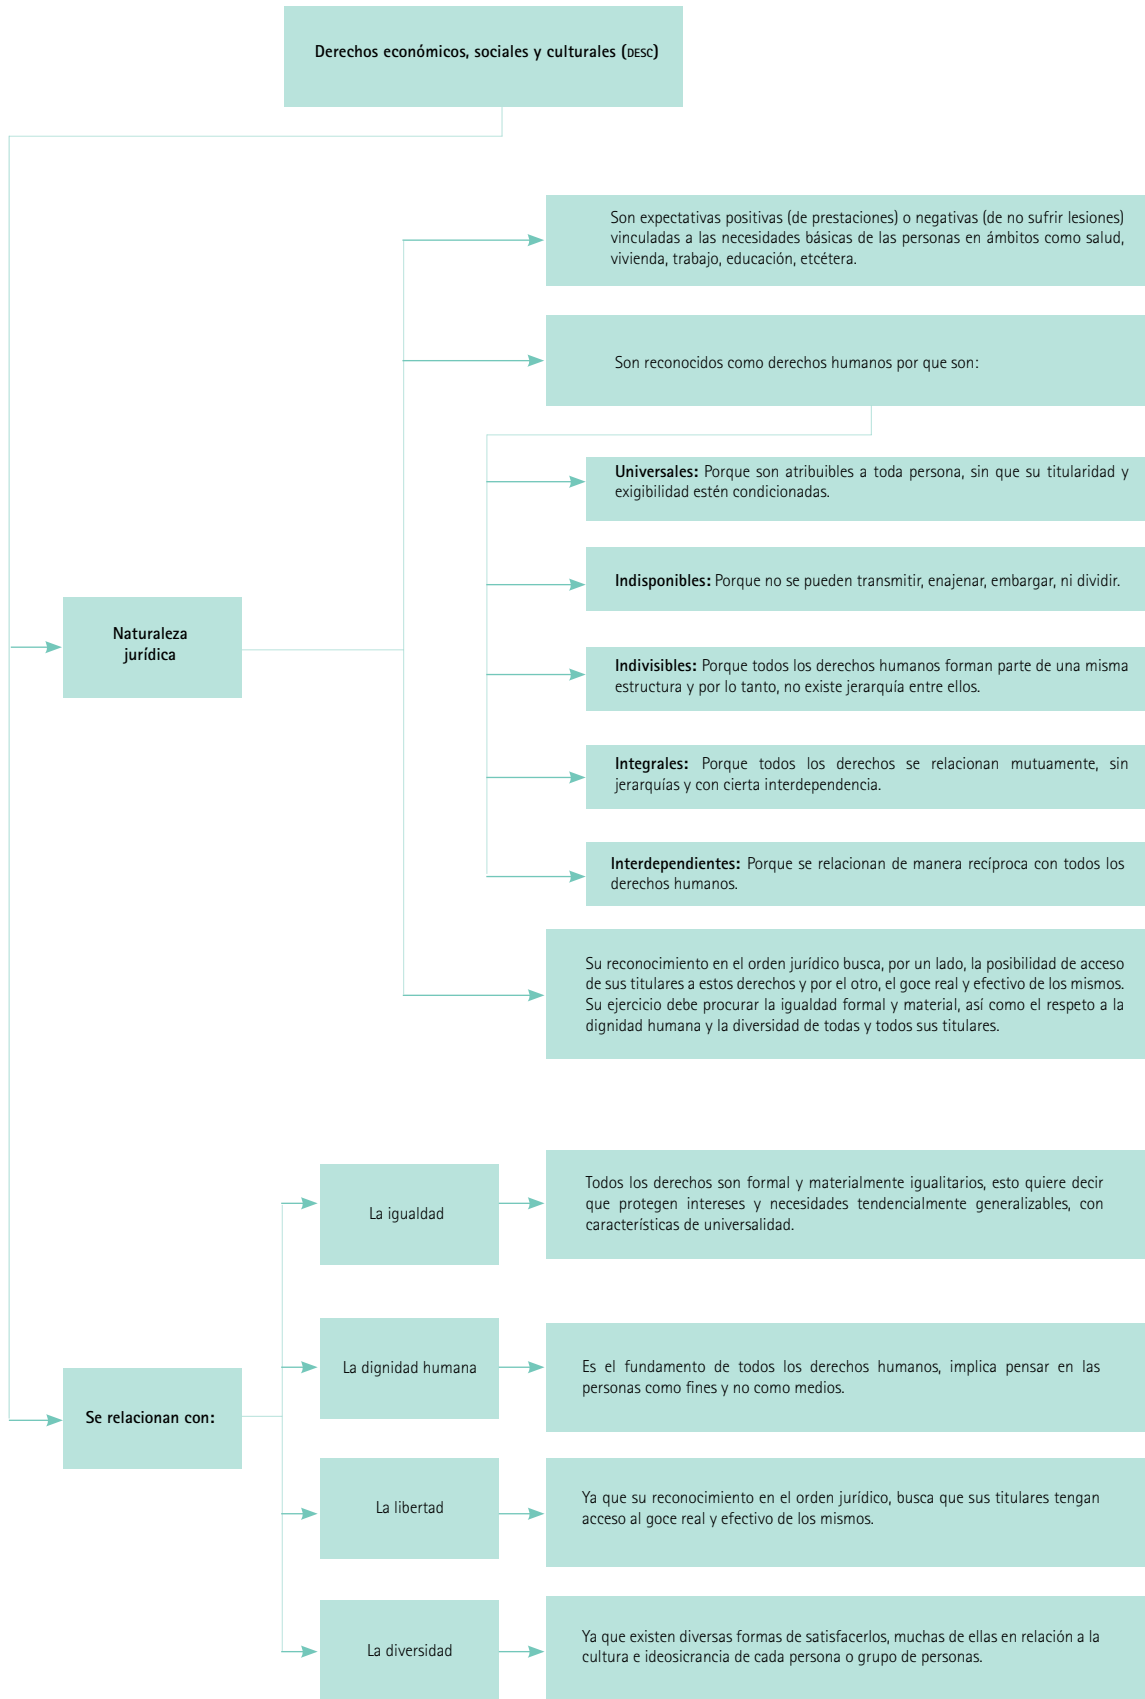 Derechos económicos, sociales y culturales (DESC)
Son expectativas positivas (de prestaciones) o negativas (de no sufrir lesiones)
vinculadas a las necesidades básicas de las personas en ámbitos como salud,
vivienda, trabajo, educación, etcétera.
Son reconocidos como derechos humanos por que son:
Universales: Porque son atribuibles a toda persona, sin que su titularidad y
exigibilidad estén condicionadas.
Indisponibles: Porque no se pueden transmitir, enajenar, embargar, ni dividir.
Naturaleza
jurídica
Indivisibles: Porque todos los derechos humanos forman parte de una misma
estructura y por lo tanto, no existe jerarquía entre ellos.
Integrales: Porque todos los derechos se relacionan mutuamente, sin
jerarquías y con cierta interdependencia.
Interdependientes: Porque se relacionan de manera recíproca con todos los
derechos humanos.
Su reconocimiento en el orden jurídico busca, por un lado, la posibilidad de acceso
de sus titulares a estos derechos y por el otro, el goce real y efectivo de los mismos.
Su ejercicio debe procurar la igualdad formal y material, así como el respeto a la
dignidad humana y la diversidad de todas y todos sus titulares.
La igualdad
Todos los derechos son formal y materialmente igualitarios, esto quiere decir
que protegen intereses y necesidades tendencialmente generalizables, con
características de universalidad.
La dignidad humana
Es el fundamento de todos los derechos humanos, implica pensar en las
personas como fines y no como medios.
Se relacionan con:
La libertad
Ya que su reconocimiento en el orden jurídico, busca que sus titulares tengan
acceso al goce real y efectivo de los mismos.
La diversidad
Ya que existen diversas formas de satisfacerlos, muchas de ellas en relación a la
cultura e ideosicrancia de cada persona o grupo de personas.